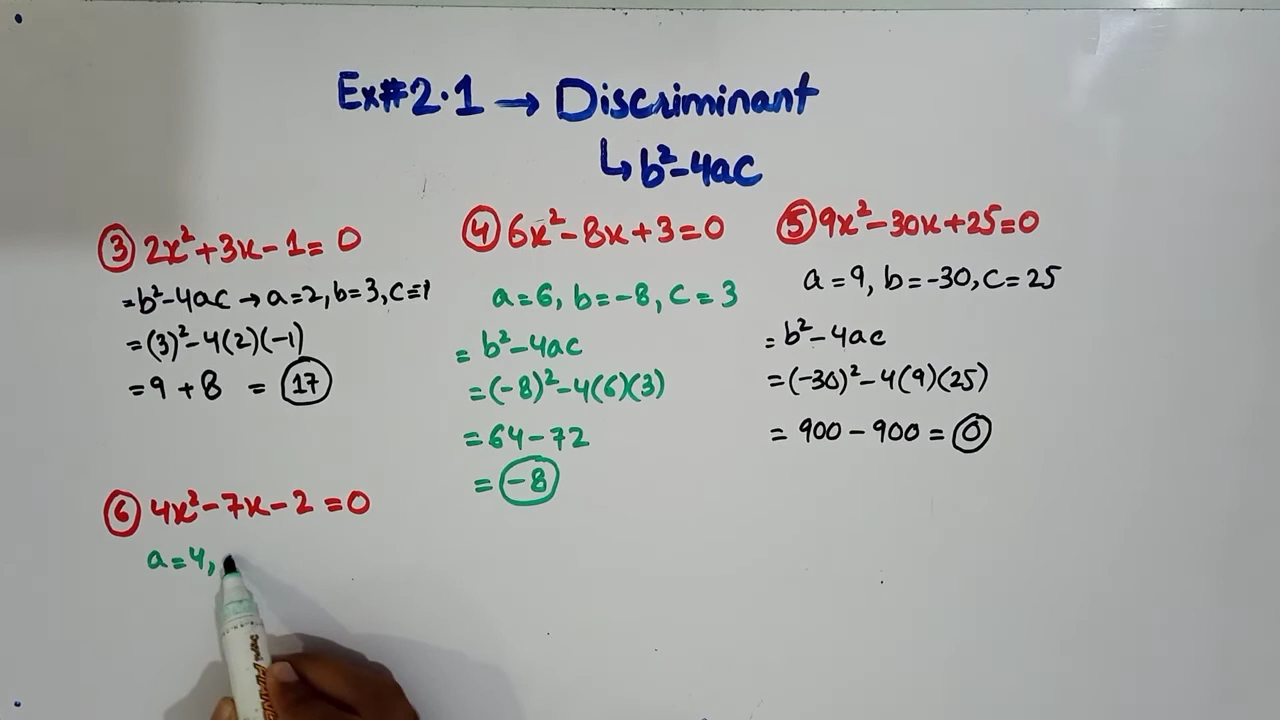 Ex#2.1 → Discriminant
↳ b²-4ac
③ 2x²+3x-1=0
=b²-4ac → a=2, b=3, c=-1
=(3)²-4(2)(-1)
=9+8 = 17
④ 6x²-8x+3=0
a=6, b=-8, c=3
= b²-4ac
=(-8)²-4(6)(3)
=64-72
= -8
⑤ 9x²-30x+25=0
a=9, b=-30, c=25
= b²-4ac
=(-30)²-4(9)(25)
= 900-900=0
⑥ 4x²-7x-2=0
a=4,